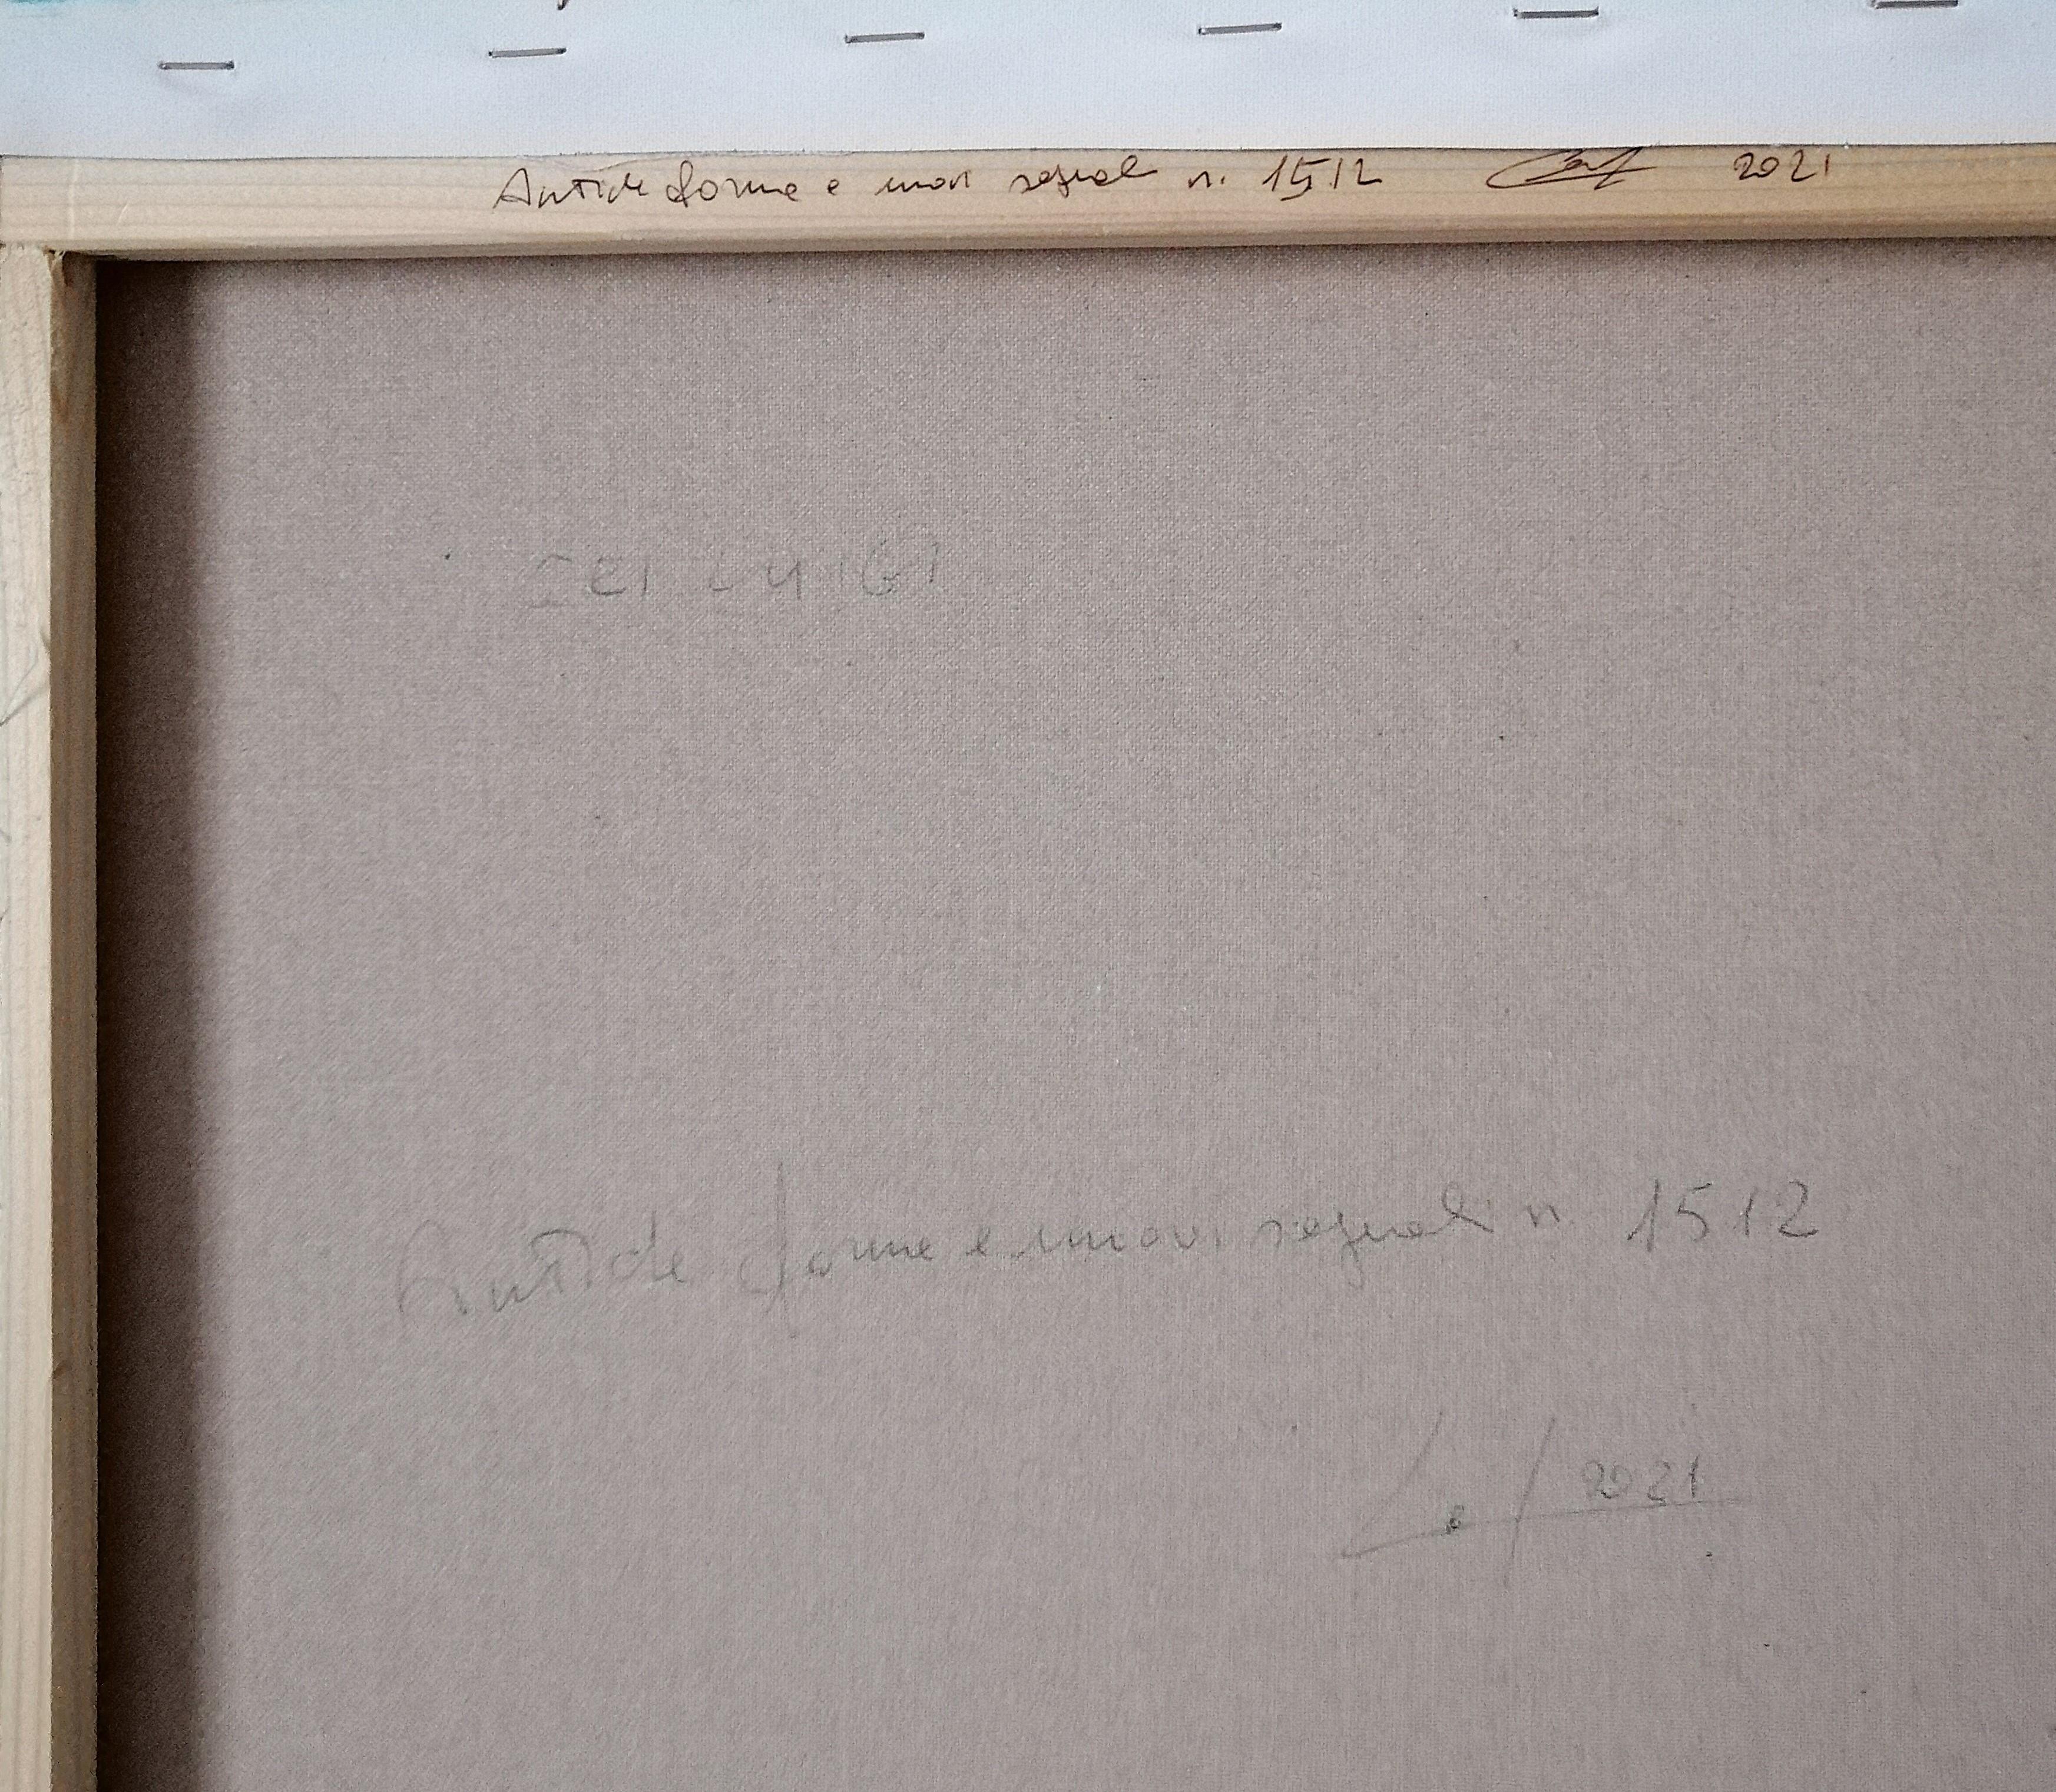 Antiche forme e nuovi segnali n. 1512 2021
CEI LUIGI
Antiche forme e nuovi segnali n. 1512
2021